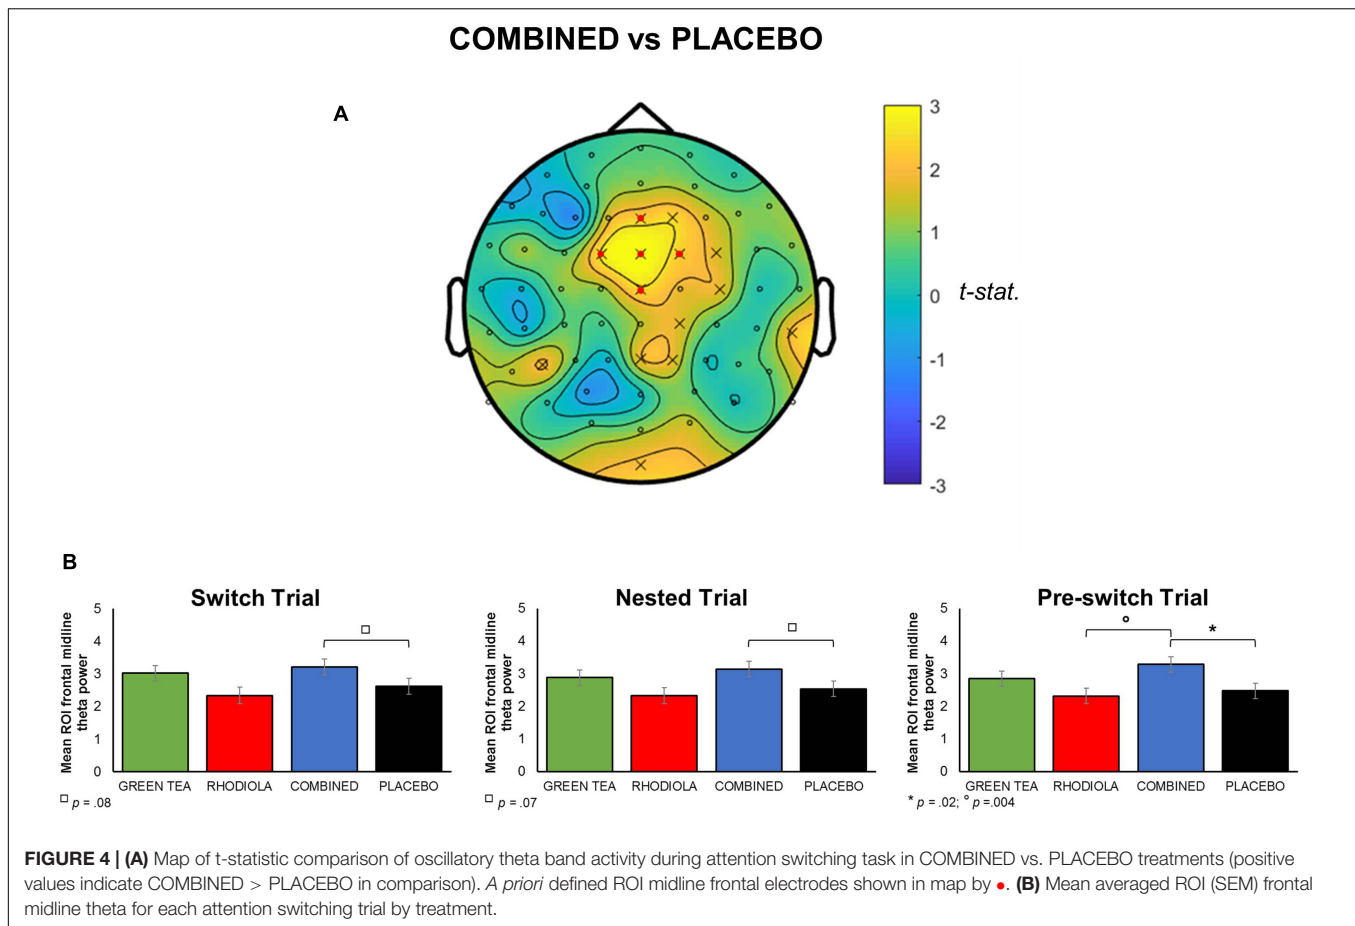 COMBINED vs PLACEBO
A
3
2
1
0
-1
-2
-3
t-stat.
B
Switch Trial
Mean ROI frontal midline
theta power
5
4
3
2
1
0
□
GREEN TEA RHODIOLA COMBINED PLACEBO
□ p = .08
Nested Trial
Mean ROI frontal midline
theta power
5
4
3
2
1
0
□
GREEN TEA RHODIOLA COMBINED PLACEBO
□ p = .07
Pre-switch Trial
Mean ROI frontal midline
theta power
5
4
3
2
1
0
° *
GREEN TEA RHODIOLA COMBINED PLACEBO
* p = .02; ° p =.004
FIGURE 4 | (A) Map of t-statistic comparison of oscillatory theta band activity during attention switching task in COMBINED vs. PLACEBO treatments (positive
values indicate COMBINED > PLACEBO in comparison). A priori defined ROI midline frontal electrodes shown in map by ●. (B) Mean averaged ROI (SEM) frontal
midline theta for each attention switching trial by treatment.